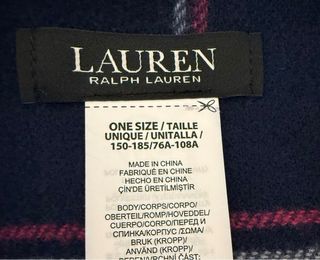 LAUREN
RALPH LAUREN
ONE SIZE / TAILLE
UNIQUE / UNITALLA /
150-185/76A-108A
MADE IN CHINA
FABRIQUÉ EN CHINE
HECHO EN CHINA
ÇİN'DE ÜRETİLMİŞTİR
BODY/CORPS/CORPO/
OBERTEIL/ROMP/HOVEDDEL/
CUERPO/CORPO/ПЕРЕД И
СПИНКА/KORPUS /ΣΩΜΑ/
BRUK (KROPP)/
ANVÄND (KROPP)/